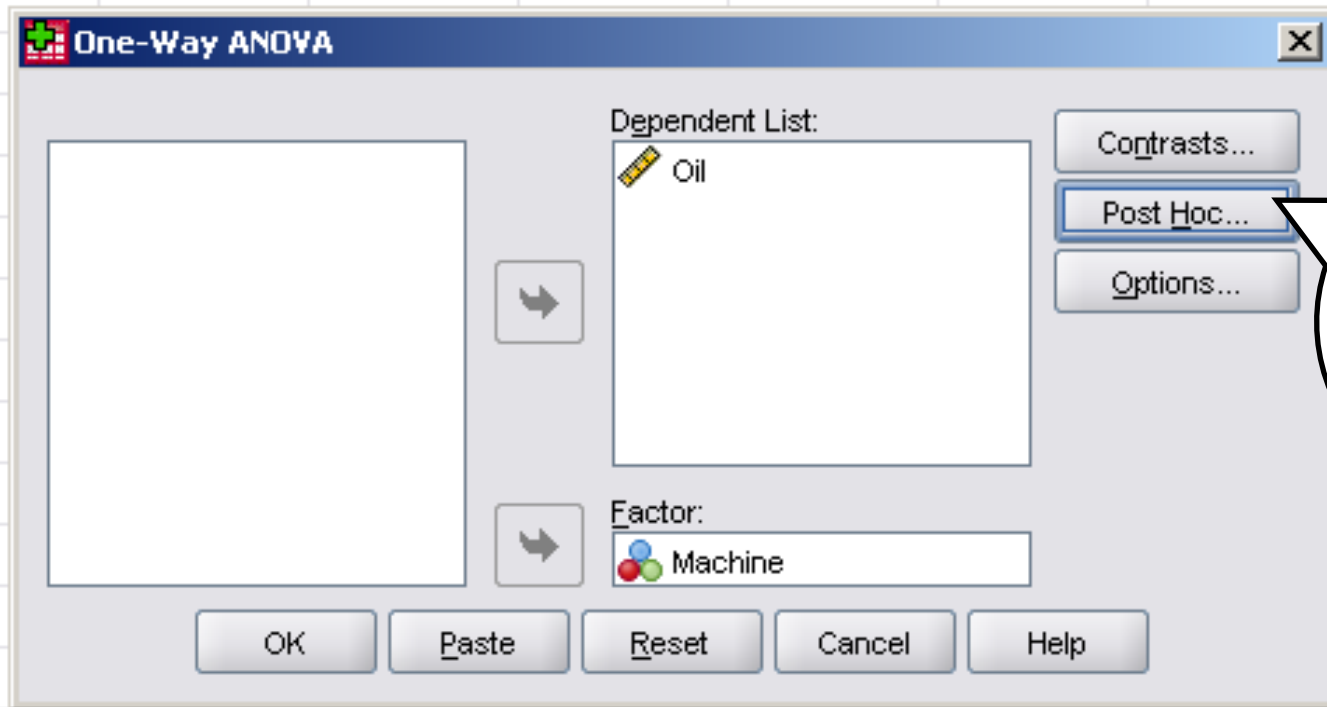 One-Way ANOVA
Dependent List:
Oil
Contrasts...
Post Hoc...
Options...
Factor:
Machine
OK
Paste
Reset
Cancel
Help